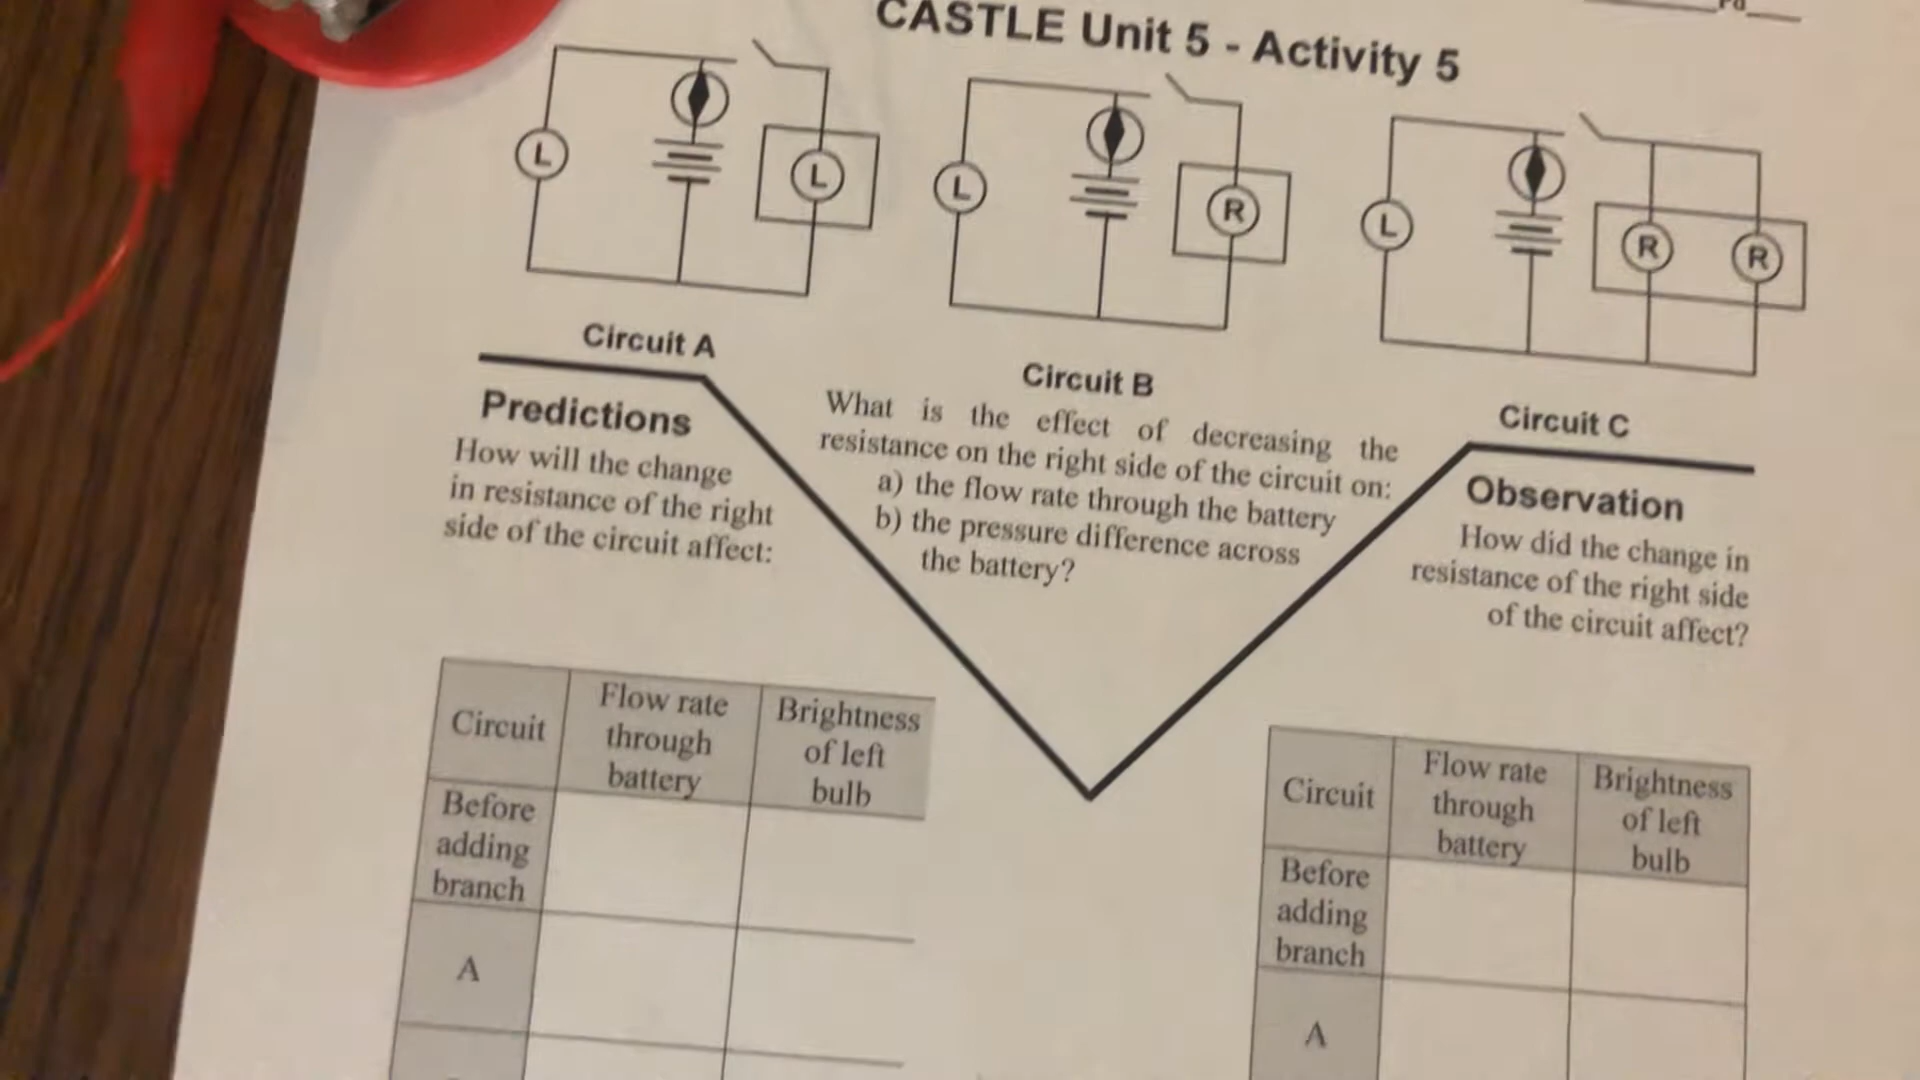 Pd
CASTLE Unit 5 - Activity 5
L
L
L
R
L
R
R
Circuit A
Circuit B
Circuit C
Predictions
How will the change
in resistance of the right
side of the circuit affect:
What is the effect of decreasing the
resistance on the right side of the circuit on:
a) the flow rate through the battery
b) the pressure difference across
the battery?
Observation
How did the change in
resistance of the right side
of the circuit affect?
Circuit
Flow rate
through
battery
Brightness
of left
bulb
Before
adding
branch
A
Circuit
Flow rate
through
battery
Brightness
of left
bulb
Before
adding
branch
A